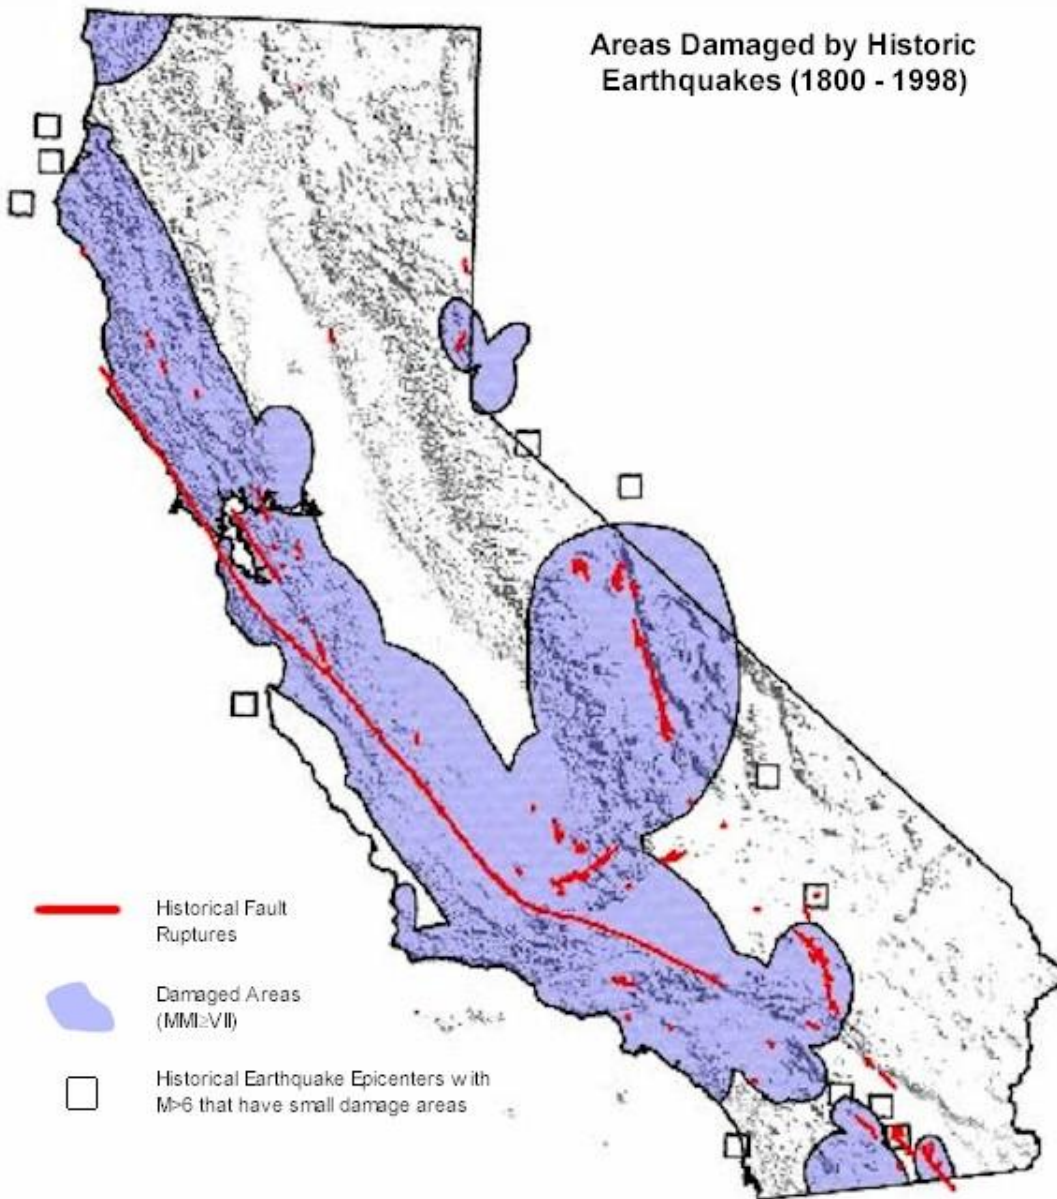 Areas Damaged by Historic
Earthquakes (1800 - 1998)
Historical Fault
Ruptures
Damaged Areas
(MMI≥VII)
Historical Earthquake Epicenters with
M>6 that have small damage areas